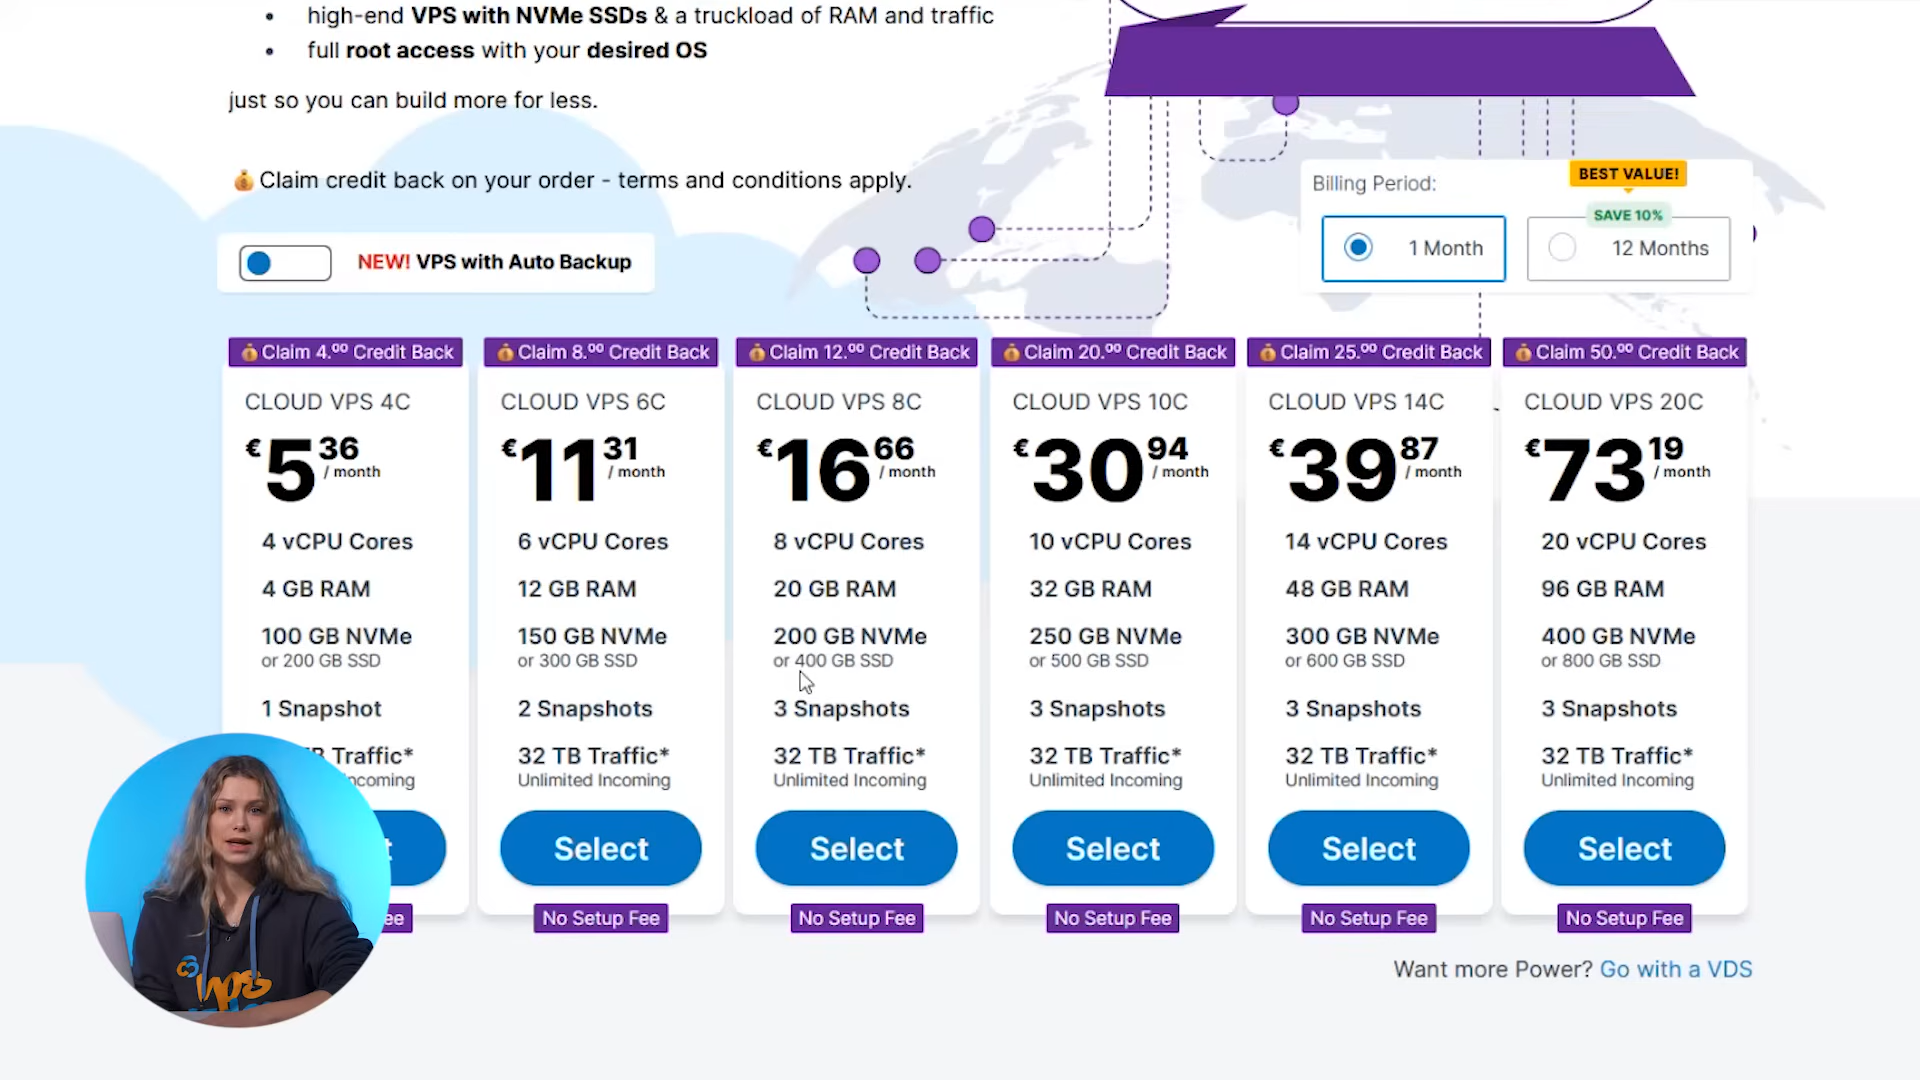 • high-end VPS with NVMe SSDs & a truckload of RAM and traffic
• full root access with your desired OS
just so you can build more for less.
💰Claim credit back on your order - terms and conditions apply.
NEW! VPS with Auto Backup
Billing Period:
BEST VALUE!
SAVE 10%
1 Month
12 Months
💰Claim 4.⁰⁰ Credit Back
CLOUD VPS 4C
€5 36 / month
4 vCPU Cores
4 GB RAM
100 GB NVMe
or 200 GB SSD
1 Snapshot
Traffic*
💰Claim 8.⁰⁰ Credit Back
CLOUD VPS 6C
€11 31 / month
6 vCPU Cores
12 GB RAM
150 GB NVMe
or 300 GB SSD
2 Snapshots
32 TB Traffic*
Unlimited Incoming
Select
No Setup Fee
💰Claim 12.⁰⁰ Credit Back
CLOUD VPS 8C
€16 66 / month
8 vCPU Cores
20 GB RAM
200 GB NVMe
or 400 GB SSD
3 Snapshots
32 TB Traffic*
Unlimited Incoming
Select
No Setup Fee
💰Claim 20.⁰⁰ Credit Back
CLOUD VPS 10C
€30 94 / month
10 vCPU Cores
32 GB RAM
250 GB NVMe
or 500 GB SSD
3 Snapshots
32 TB Traffic*
Unlimited Incoming
Select
No Setup Fee
💰Claim 25.⁰⁰ Credit Back
CLOUD VPS 14C
€39 87 / month
14 vCPU Cores
48 GB RAM
300 GB NVMe
or 600 GB SSD
3 Snapshots
32 TB Traffic*
Unlimited Incoming
Select
No Setup Fee
💰Claim 50.⁰⁰ Credit Back
CLOUD VPS 20C
€73 19 / month
20 vCPU Cores
96 GB RAM
400 GB NVMe
or 800 GB SSD
3 Snapshots
32 TB Traffic*
Unlimited Incoming
Select
No Setup Fee
Want more Power? Go with a VDS
vps